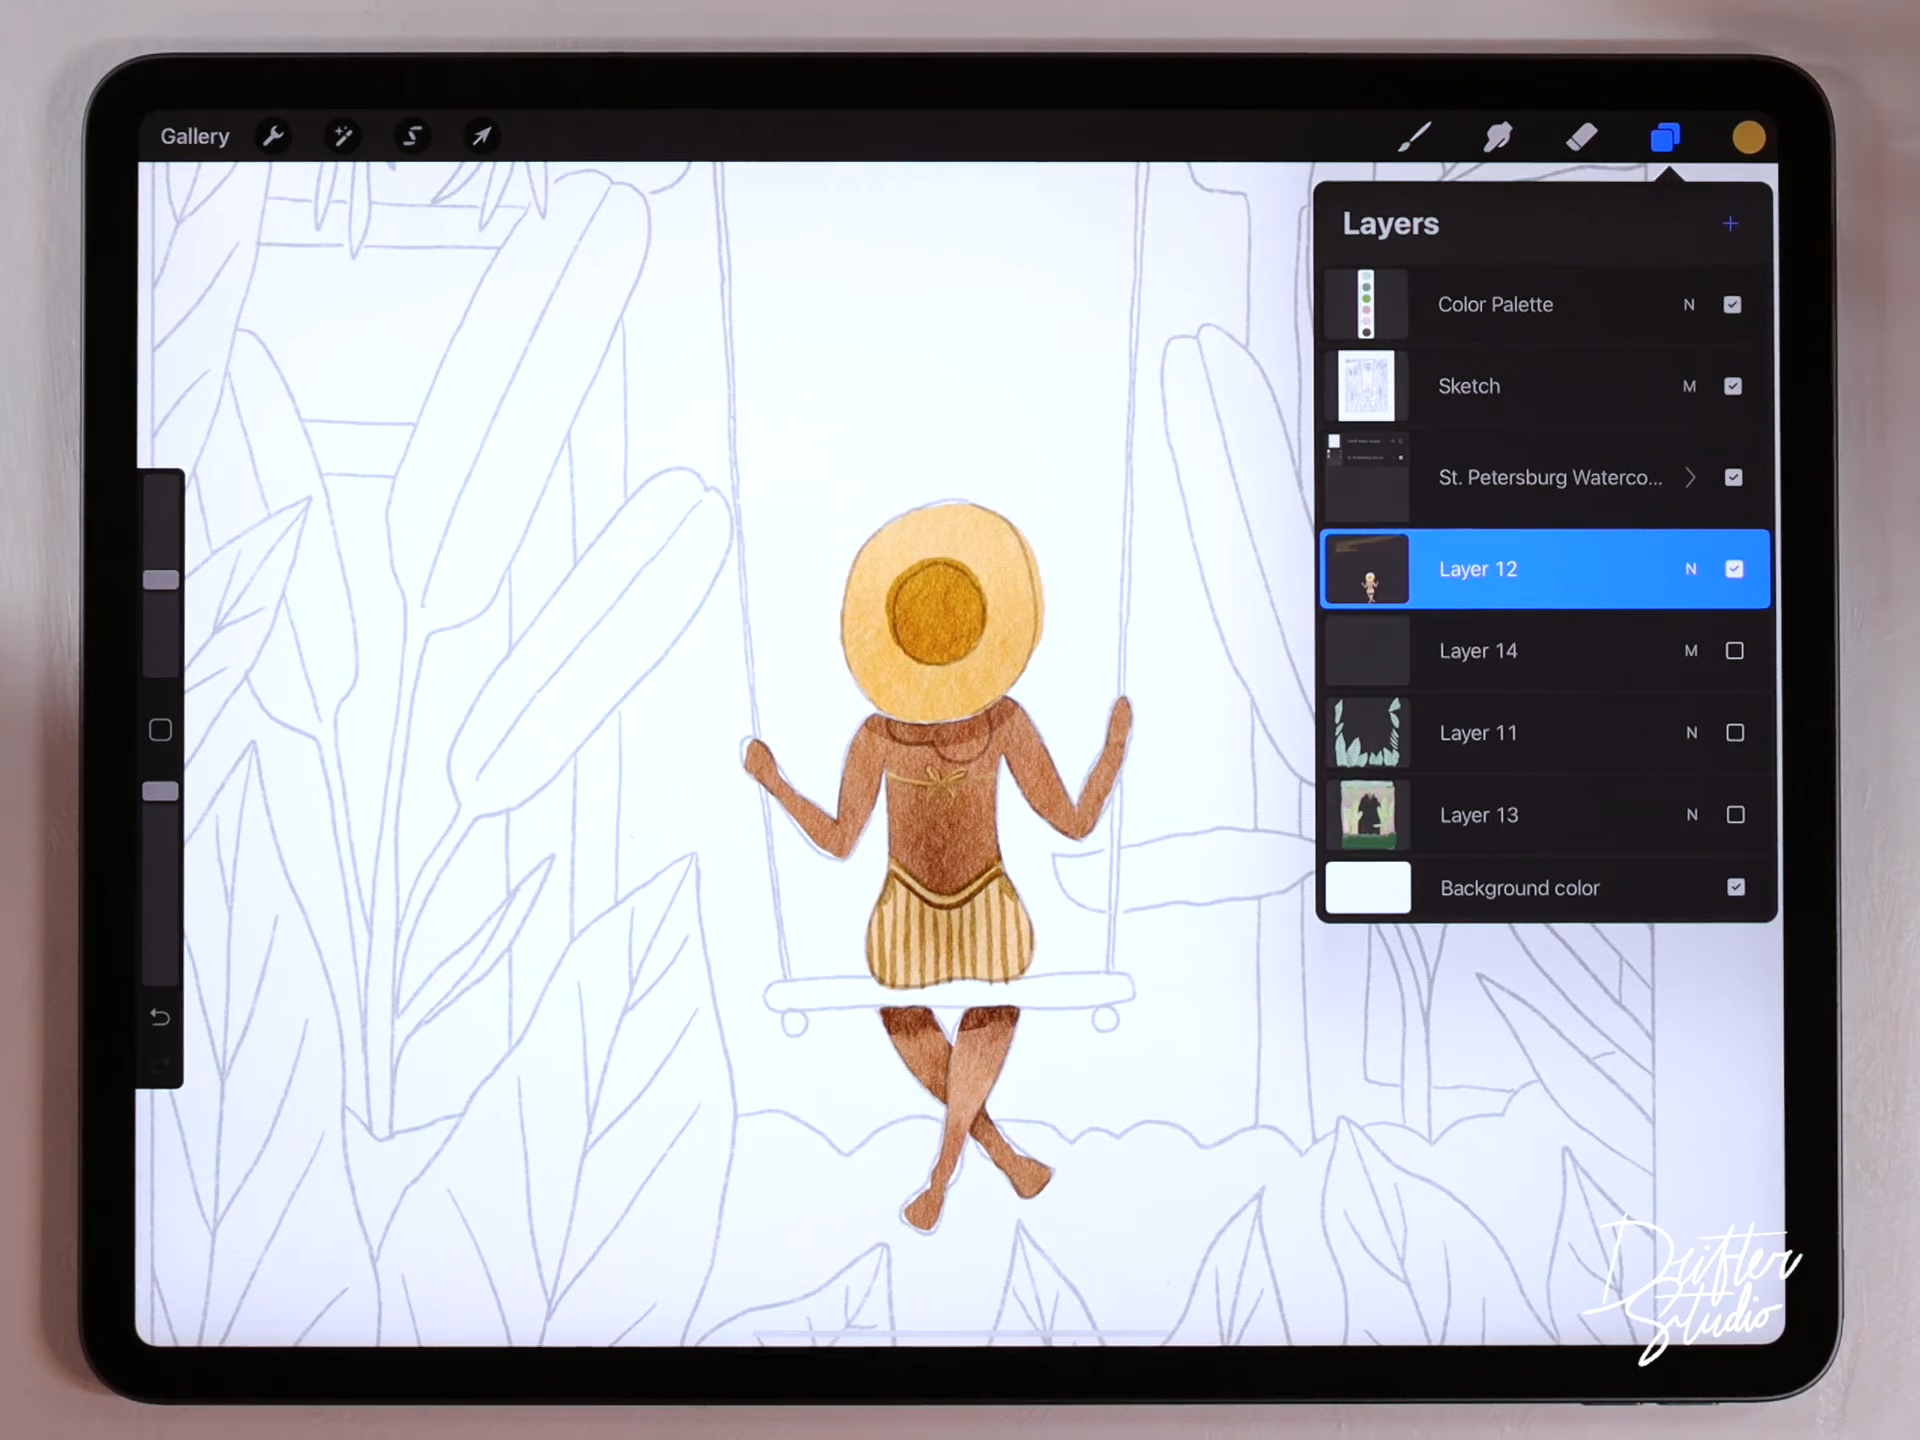 Gallery
Layers
Color Palette N
Sketch M
St. Petersburg Waterco...
Layer 12 N
Layer 14 M
Layer 11 N
Layer 13 N
Background color
Drifter
Studio